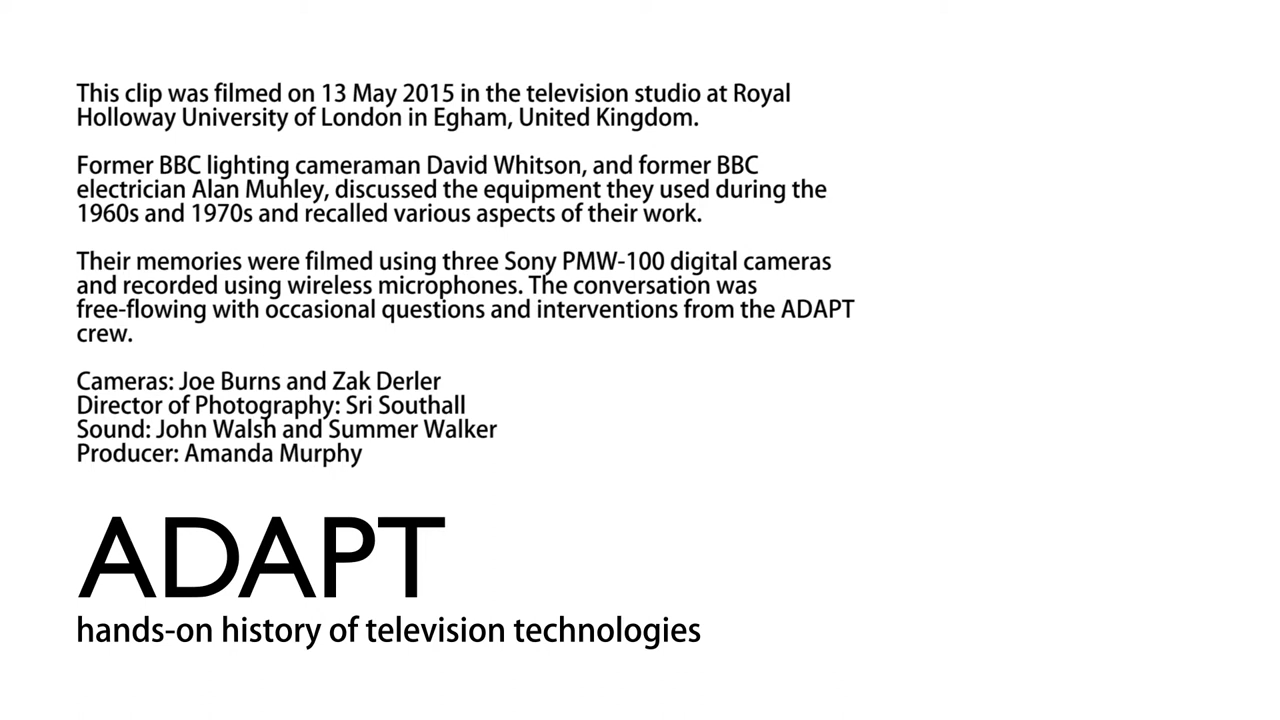 This clip was filmed on 13 May 2015 in the television studio at Royal
Holloway University of London in Egham, United Kingdom.
Former BBC lighting cameraman David Whitson, and former BBC
electrician Alan Muhley, discussed the equipment they used during the
1960s and 1970s and recalled various aspects of their work.
Their memories were filmed using three Sony PMW-100 digital cameras
and recorded using wireless microphones. The conversation was
free-flowing with occasional questions and interventions from the ADAPT
crew.
Cameras: Joe Burns and Zak Derler
Director of Photography: Sri Southall
Sound: John Walsh and Summer Walker
Producer: Amanda Murphy
ADAPT
hands-on history of television technologies